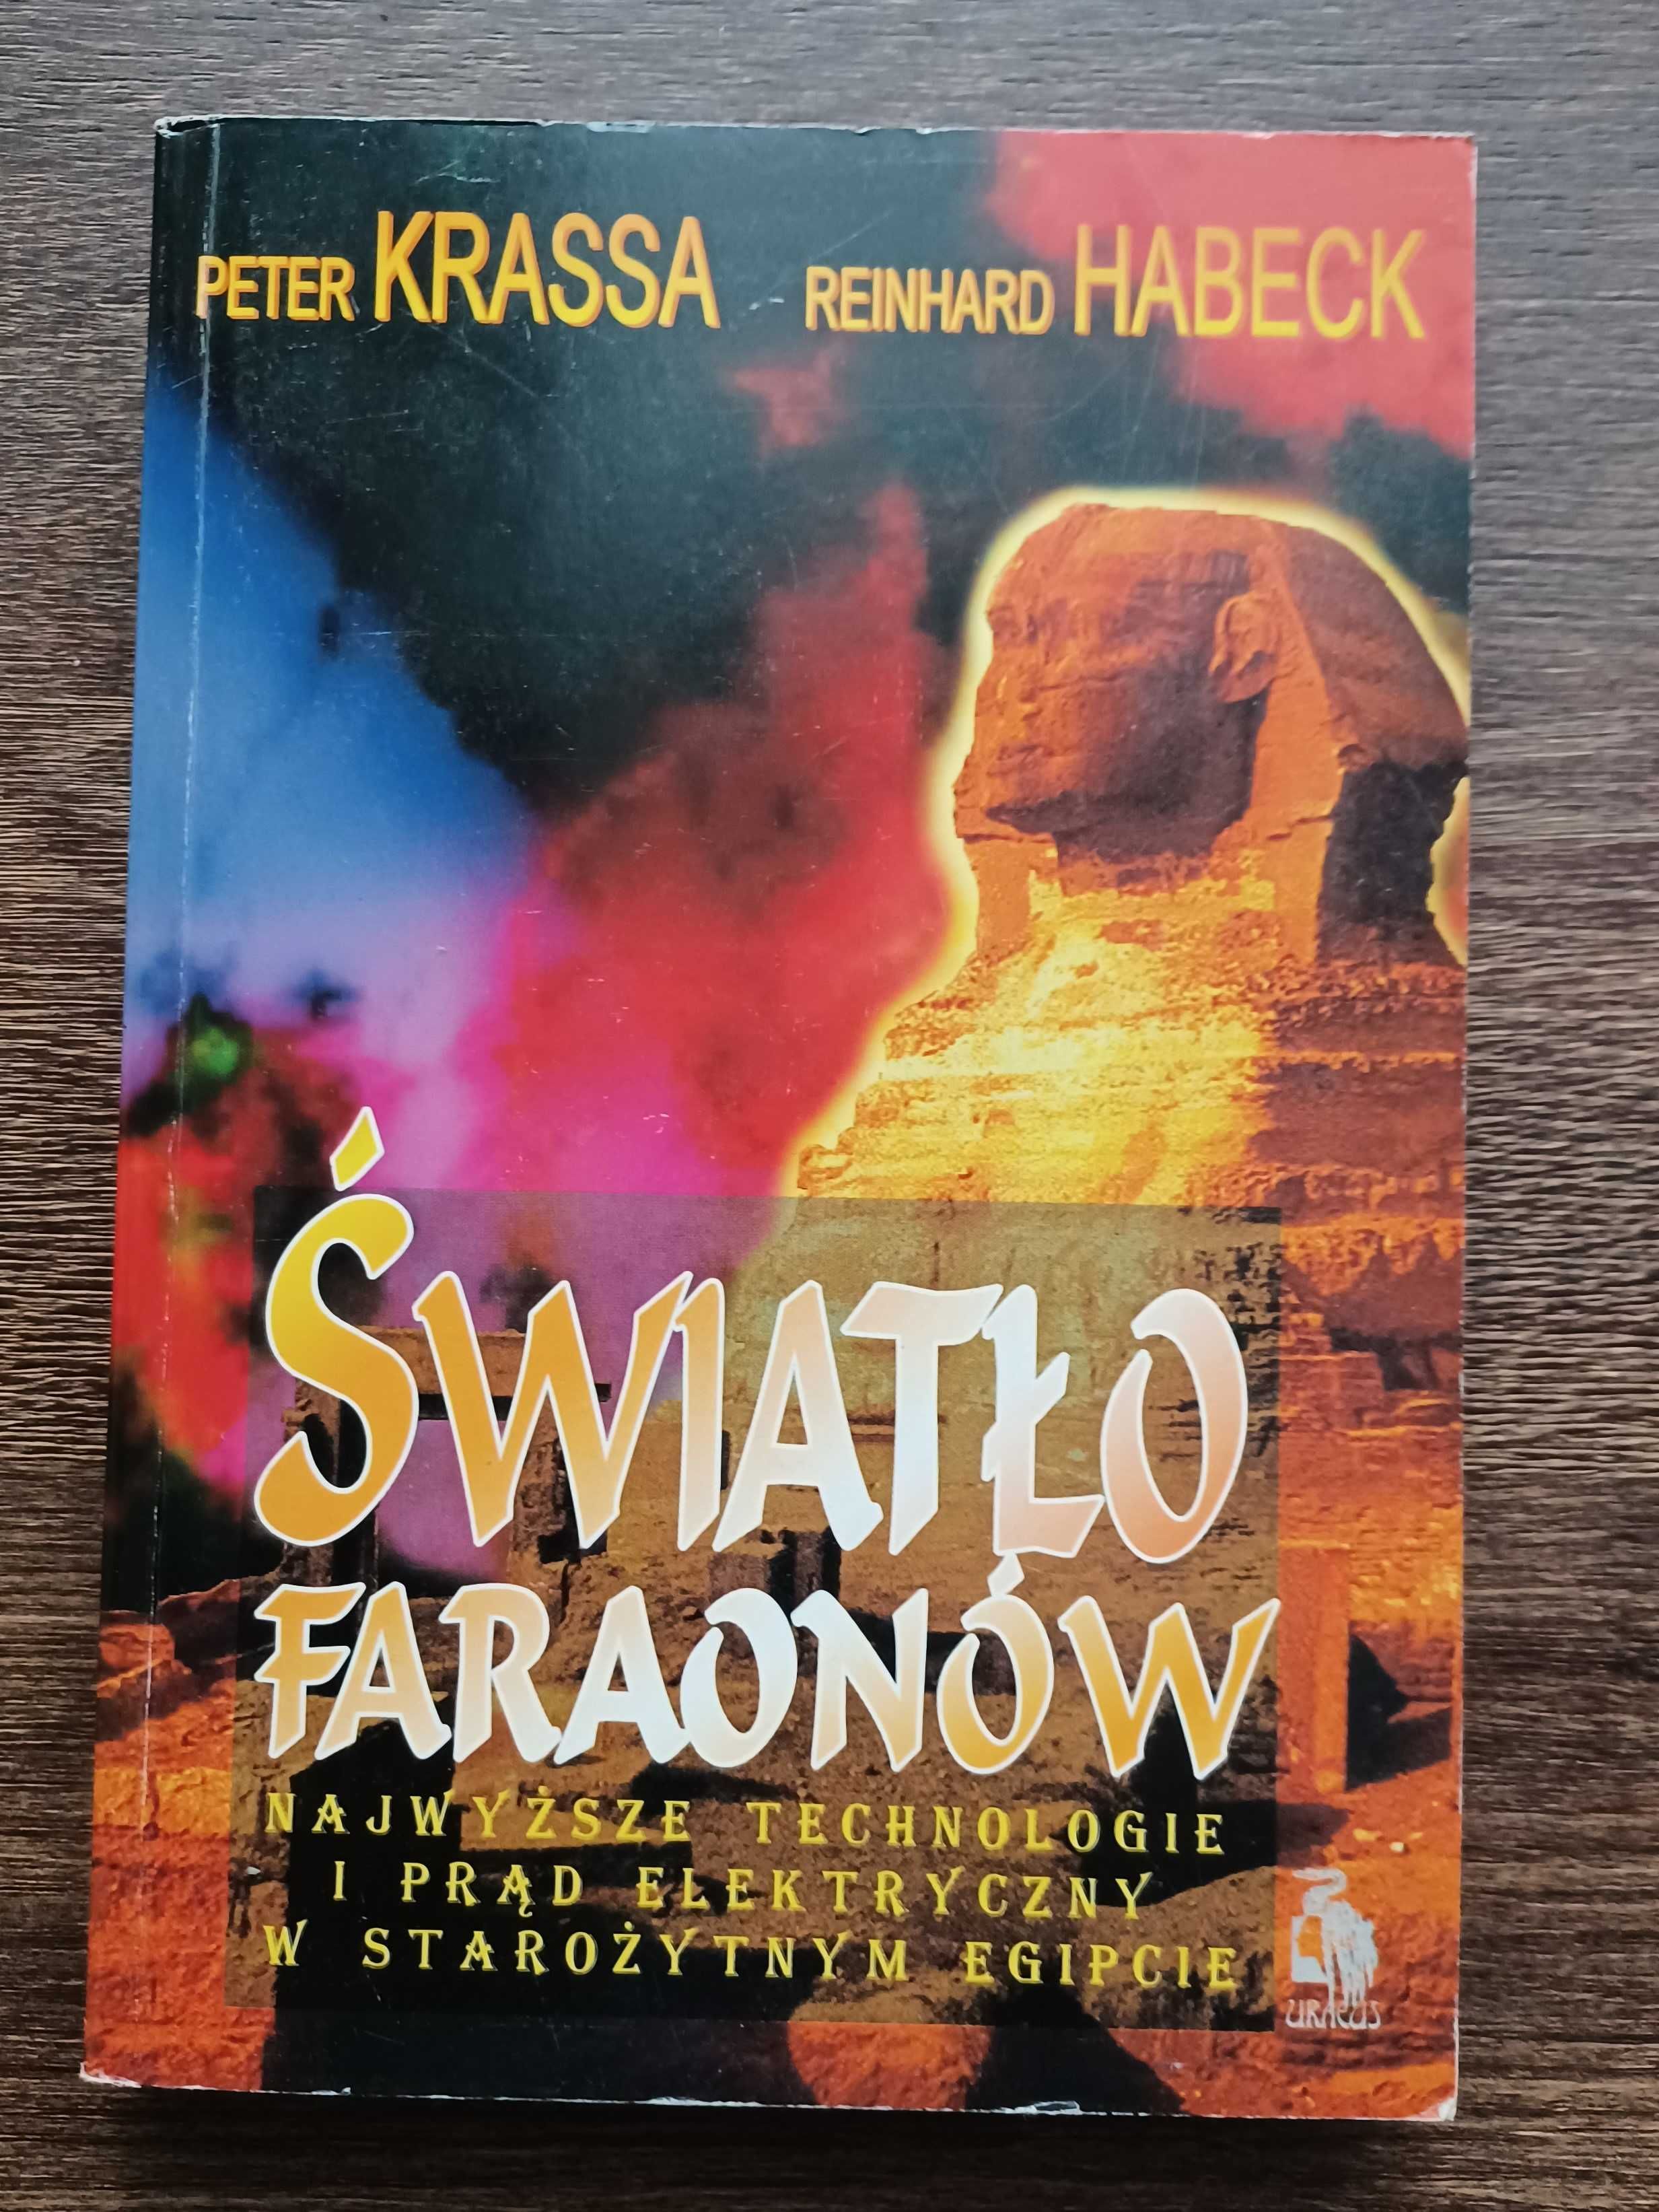 PETER KRASSA REINHARD HABECK
ŚWIATŁO
FARAONÓW
NAJWYŻSZE TECHNOLOGIE
I PRĄD ELEKTRYCZNY
W STAROŻYTNYM EGIPCIE
URAEUS